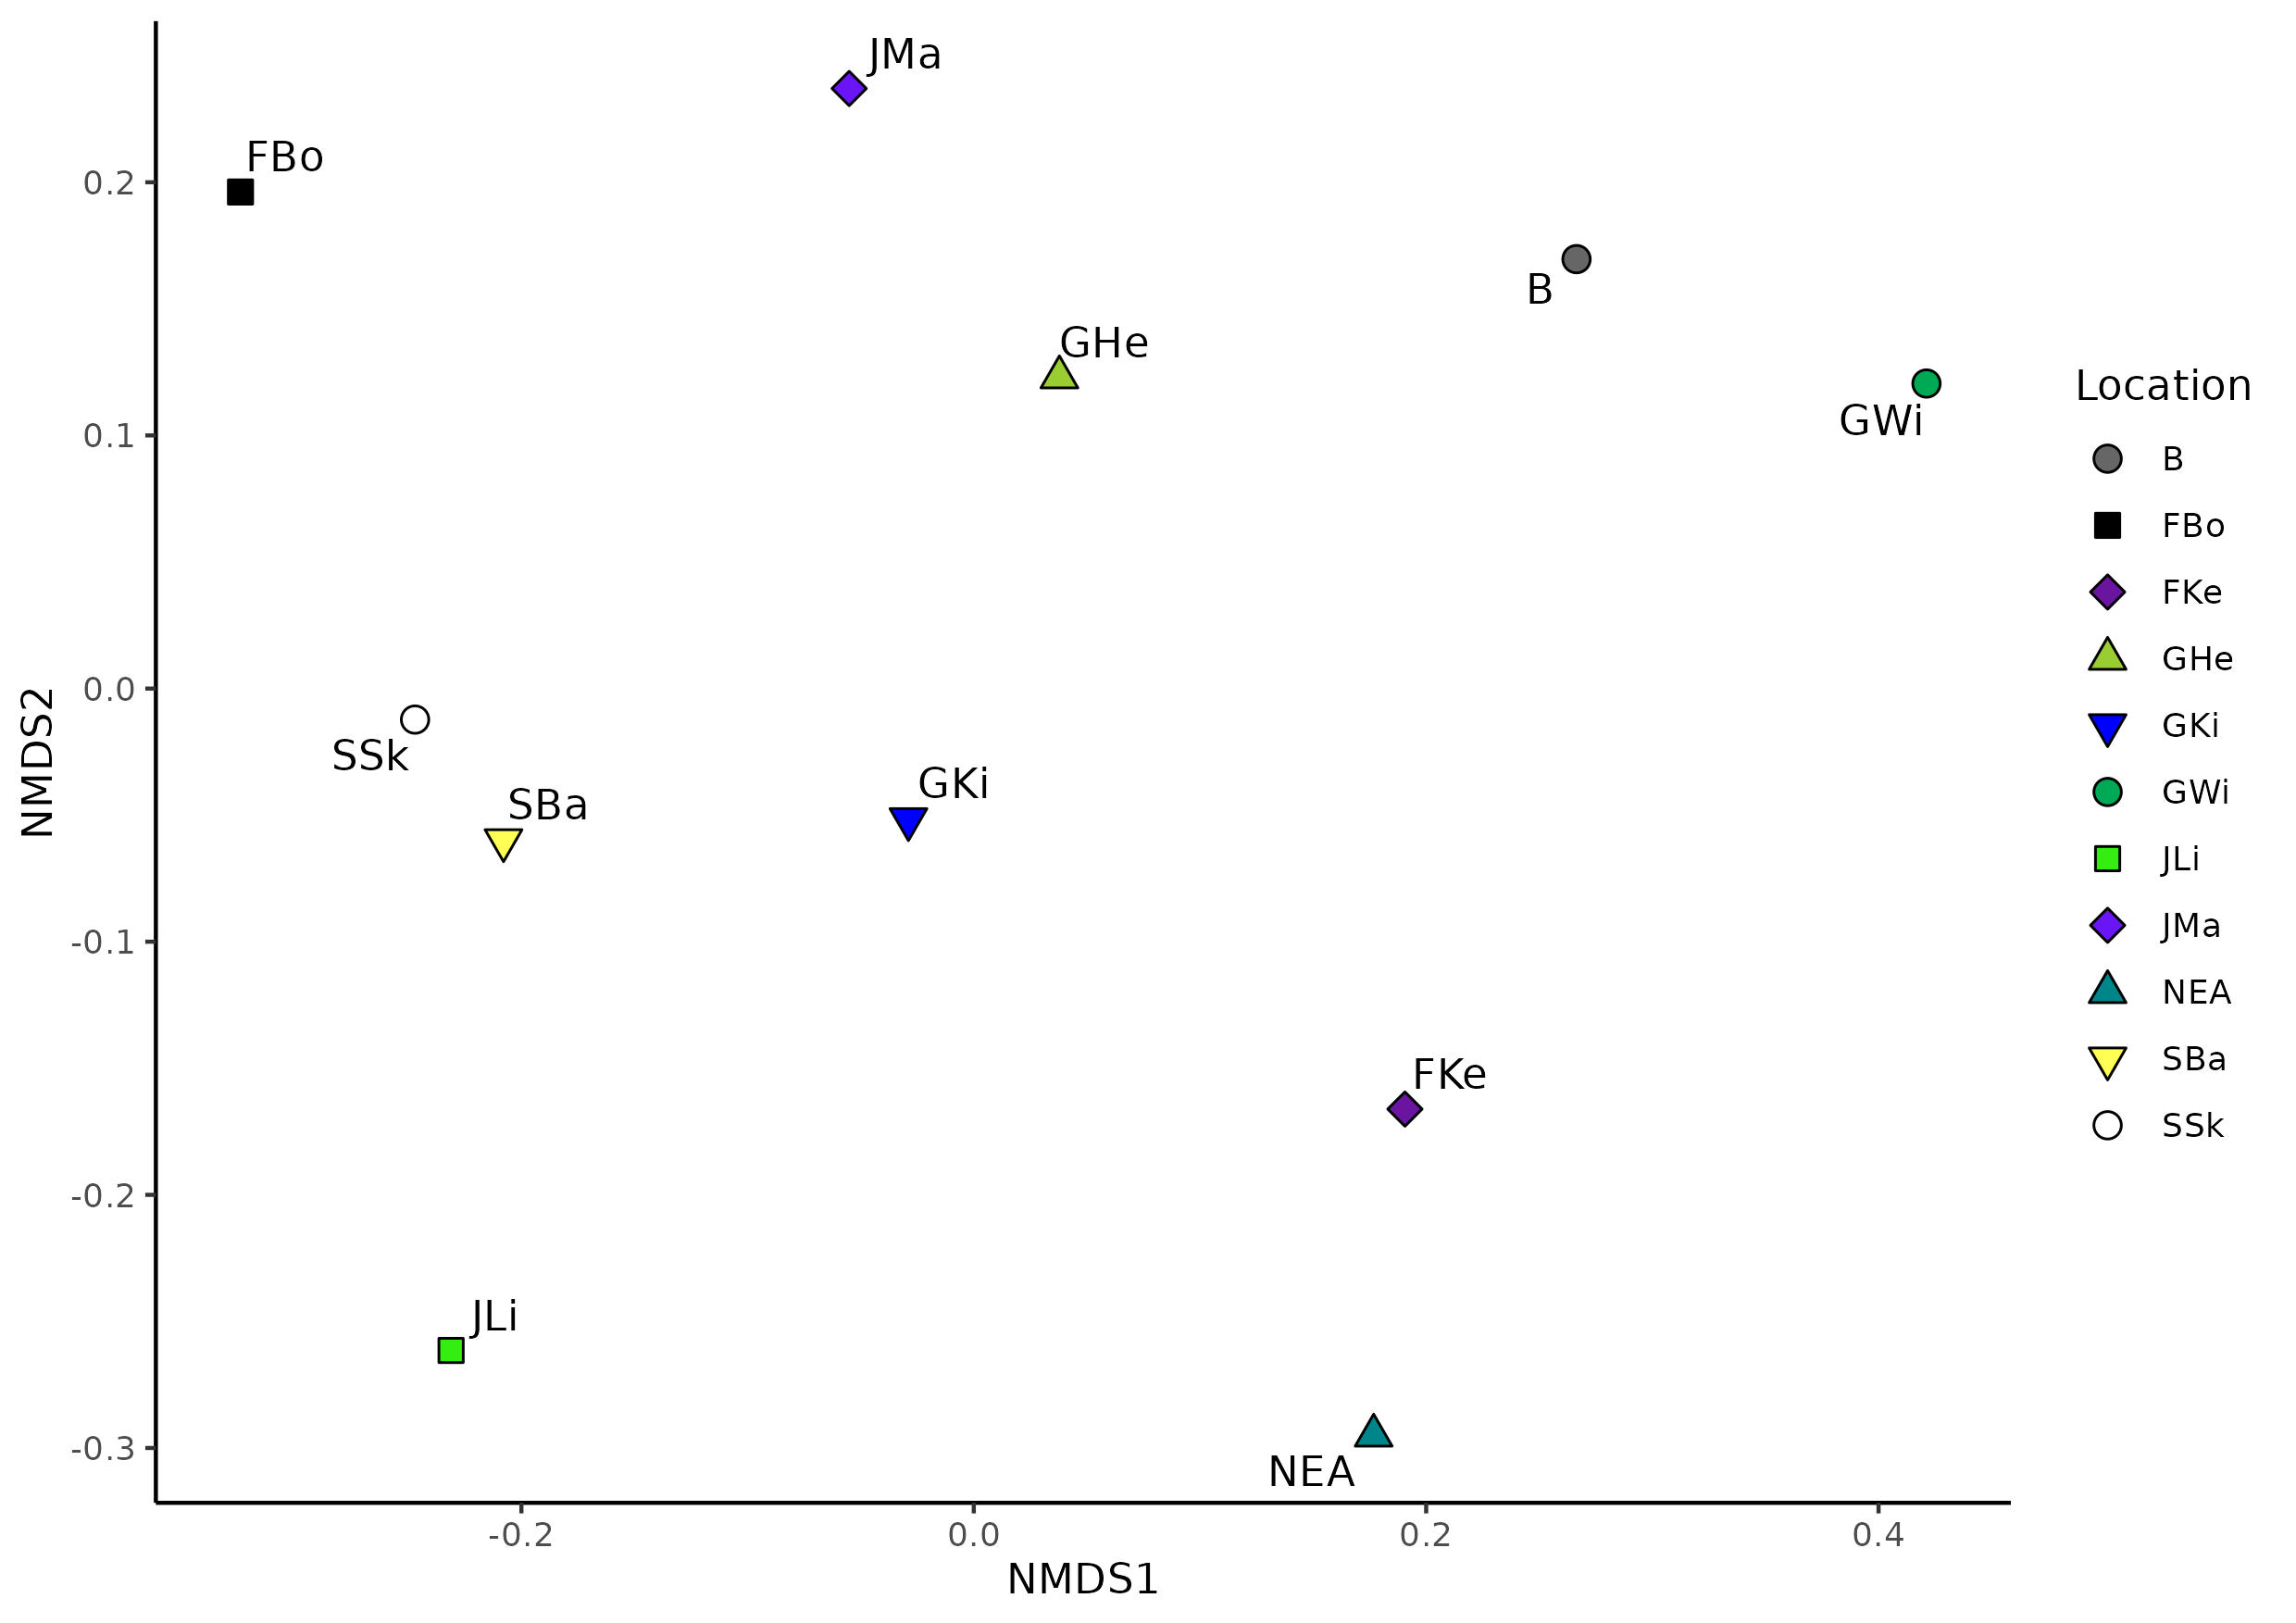 JMa
FBo
B
GHe
GWi
SSk
SBa
GKi
FKe
JLi
NEA
0.2
0.1
0.0
-0.1
-0.2
-0.3
NMDS2
-0.2
0.0
0.2
0.4
NMDS1
Location
B
FBo
FKe
GHe
GKi
GWi
JLi
JMa
NEA
SBa
SSk